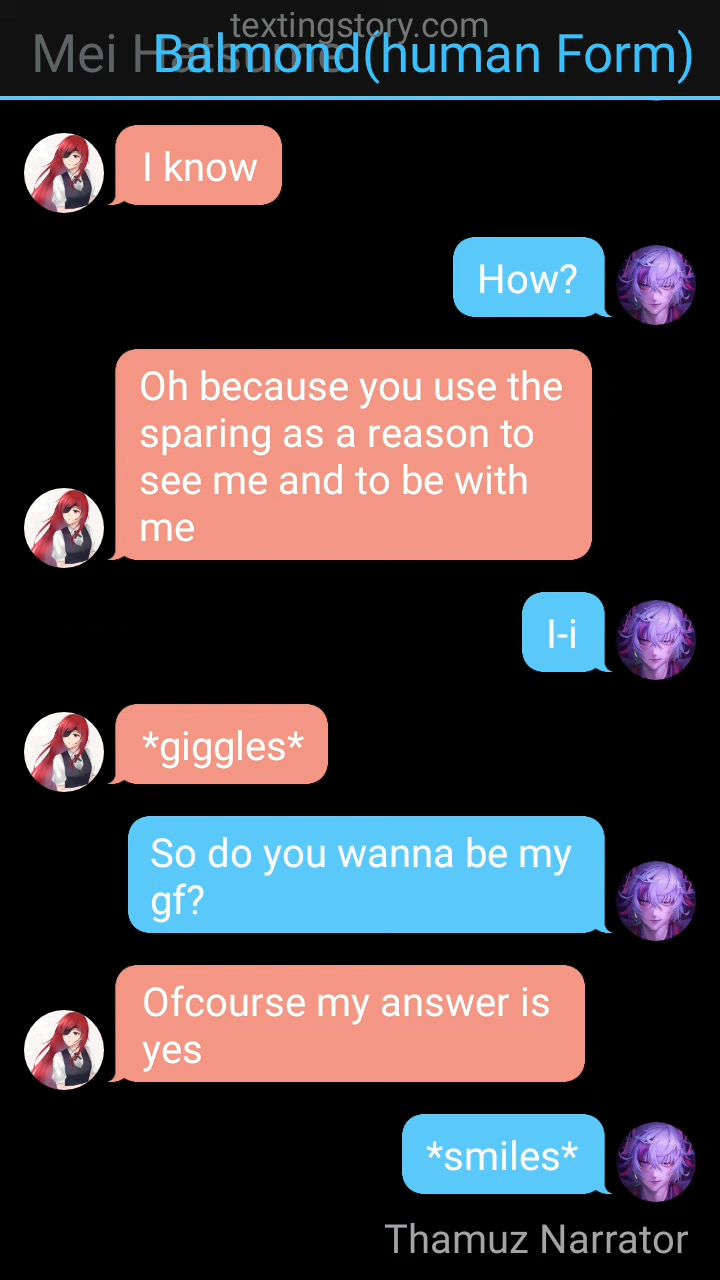 textingstory.com
Mei Hatsume
Balmond(human Form)
I know
How?
Oh because you use the
sparing as a reason to
see me and to be with
me
I-i
*giggles*
So do you wanna be my
gf?
Ofcourse my answer is
yes
*smiles*
Thamuz Narrator